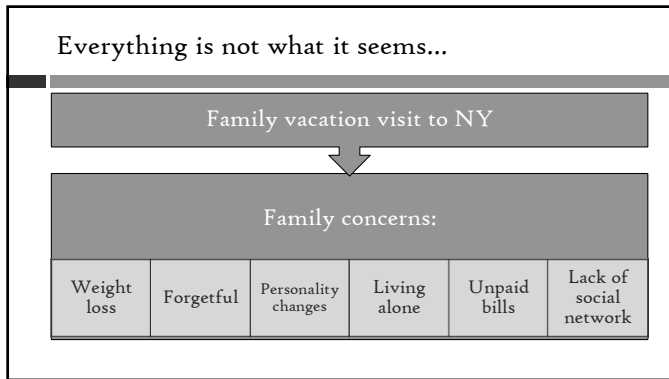 Everything is not what it seems...
Family vacation visit to NY
Family concerns:
Weight
loss
Forgetful
Personality
changes
Living
alone
Unpaid
bills
Lack of
social
network